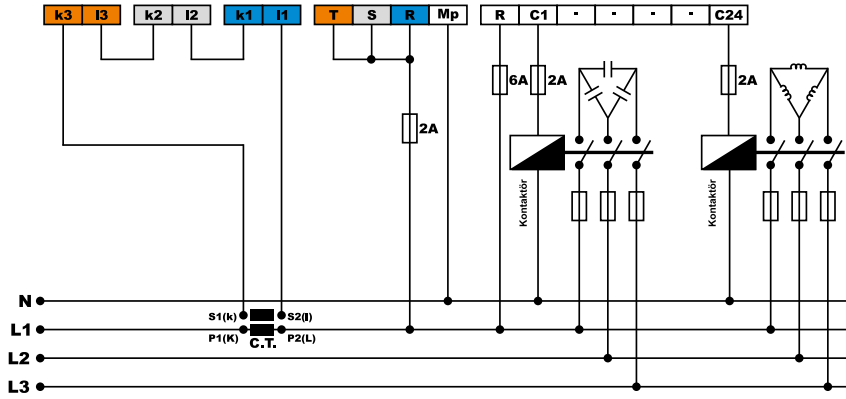 k3 l3 k2 l2 k1 l1 T S R Mp R C1 - - - - C24
6A 2A 2A
2A
Kontaktör Kontaktör
N
S1(k) S2(l)
L1
P1(K) P2(L)
C.T.
L2
L3